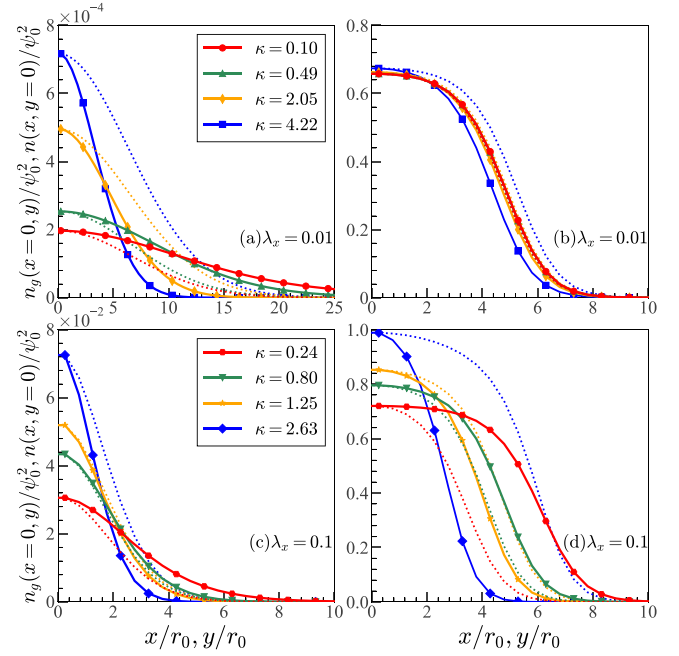 8 ×10⁻⁴
6
4
2
0
0 5 10 15 20 25
κ = 0.10
κ = 0.49
κ = 2.05
κ = 4.22
(a)λₓ = 0.01
n_g(x=0, y)/ψ₀², n(x, y=0)/ψ₀²
0.8
0.6
0.4
0.2
0.0
0 2 4 6 8 10
(b)λₓ = 0.01
8 ×10⁻²
6
4
2
0
0 2 4 6 8 10
κ = 0.24
κ = 0.80
κ = 1.25
κ = 2.63
(c)λₓ = 0.1
n_g(x=0, y)/ψ₀², n(x, y=0)/ψ₀²
x/r₀, y/r₀
1.0
0.8
0.6
0.4
0.2
0.0
0 2 4 6 8 10
(d)λₓ = 0.1
x/r₀, y/r₀